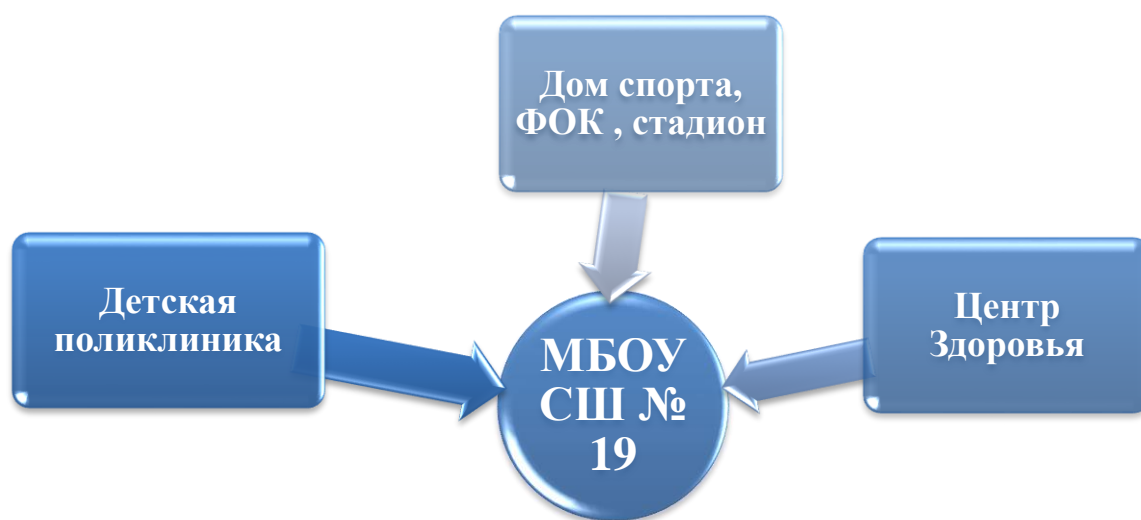 Дом спорта,
ФОК , стадион
Детская
поликлиника
Центр
Здоровья
МБОУ
СШ №
19